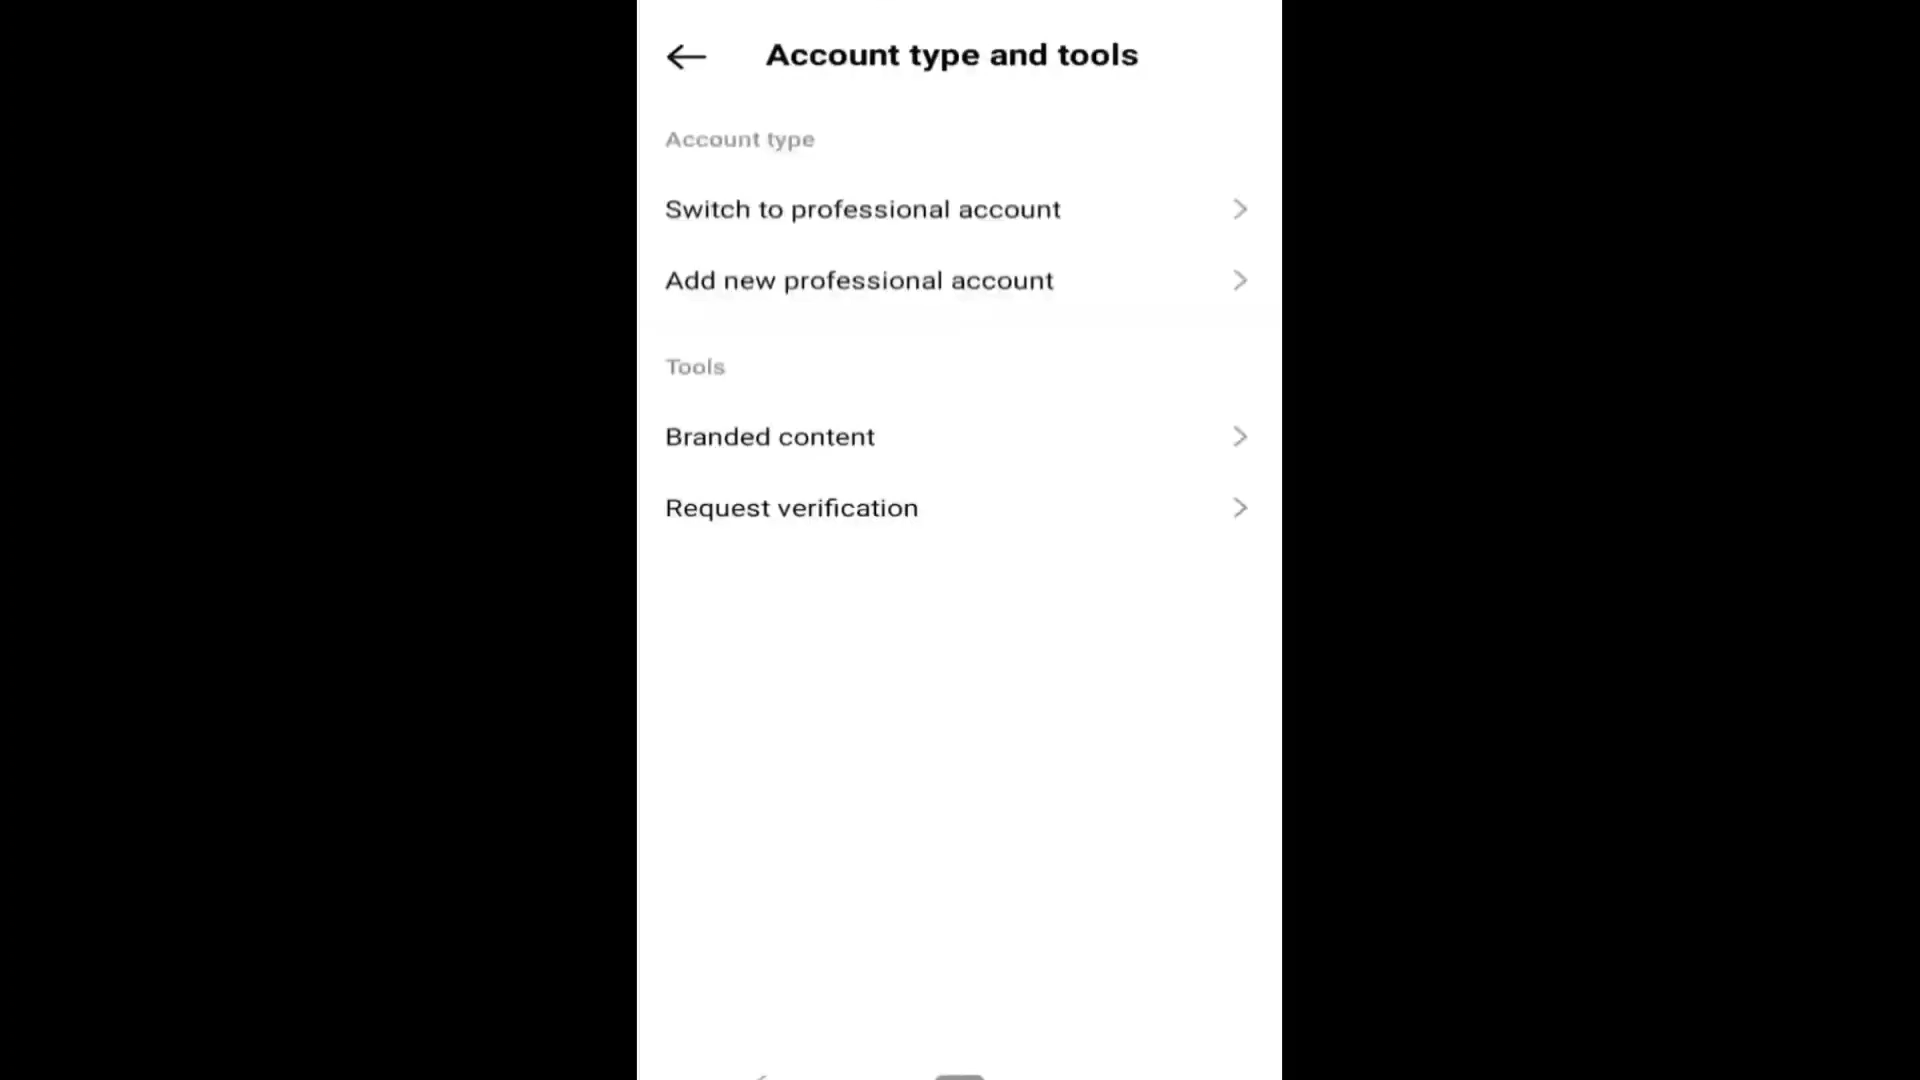 Account type and tools
Account type
Switch to professional account
Add new professional account
Tools
Branded content
Request verification